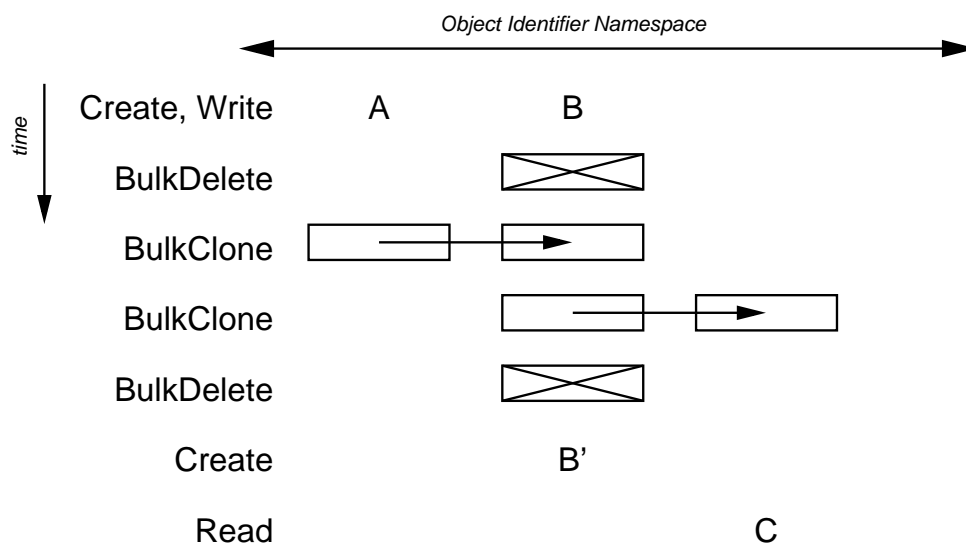 Object Identifier Namespace
time
Create, Write A B
BulkDelete
BulkClone
BulkClone
BulkDelete
Create B’
Read C